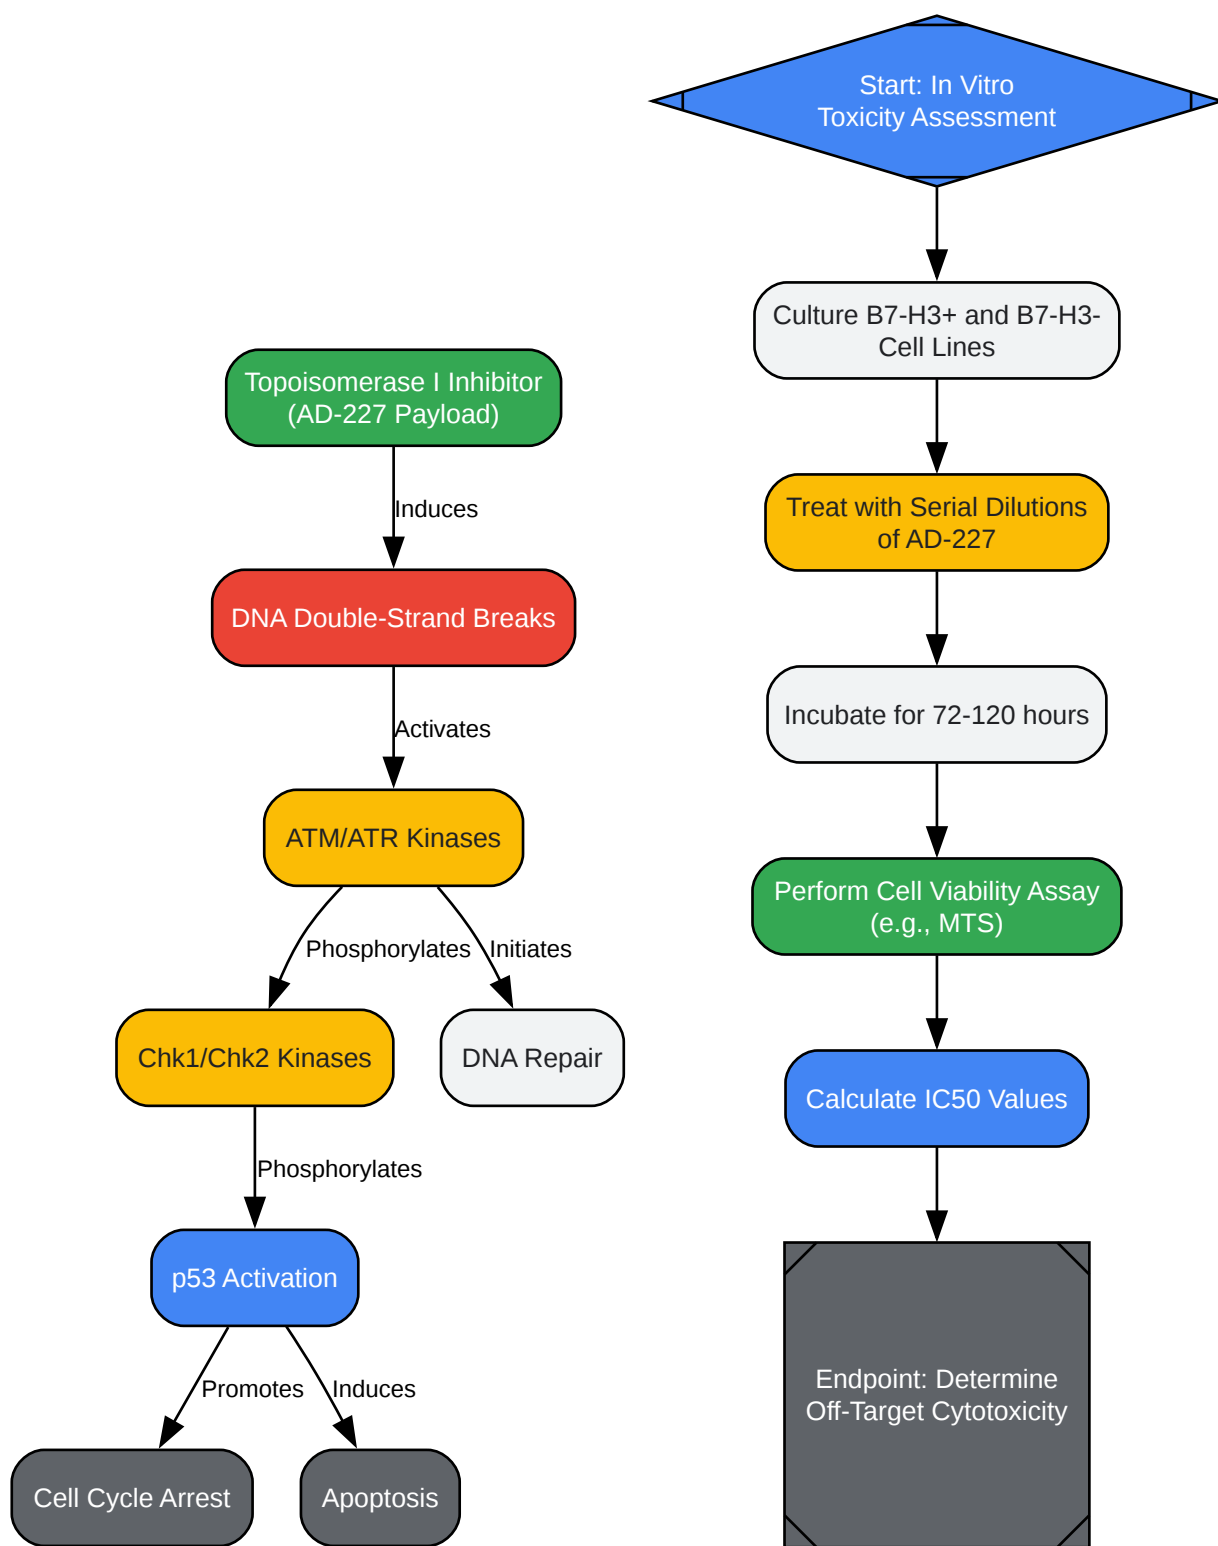 Topoisomerase I Inhibitor
(AD-227 Payload)
Induces
DNA Double-Strand Breaks
Activates
ATM/ATR Kinases
Phosphorylates
Initiates
Chk1/Chk2 Kinases
DNA Repair
Phosphorylates
p53 Activation
Promotes
Induces
Cell Cycle Arrest
Apoptosis
Start: In Vitro
Toxicity Assessment
Culture B7-H3+ and B7-H3-
Cell Lines
Treat with Serial Dilutions
of AD-227
Incubate for 72-120 hours
Perform Cell Viability Assay
(e.g., MTS)
Calculate IC50 Values
Endpoint: Determine
Off-Target Cytotoxicity